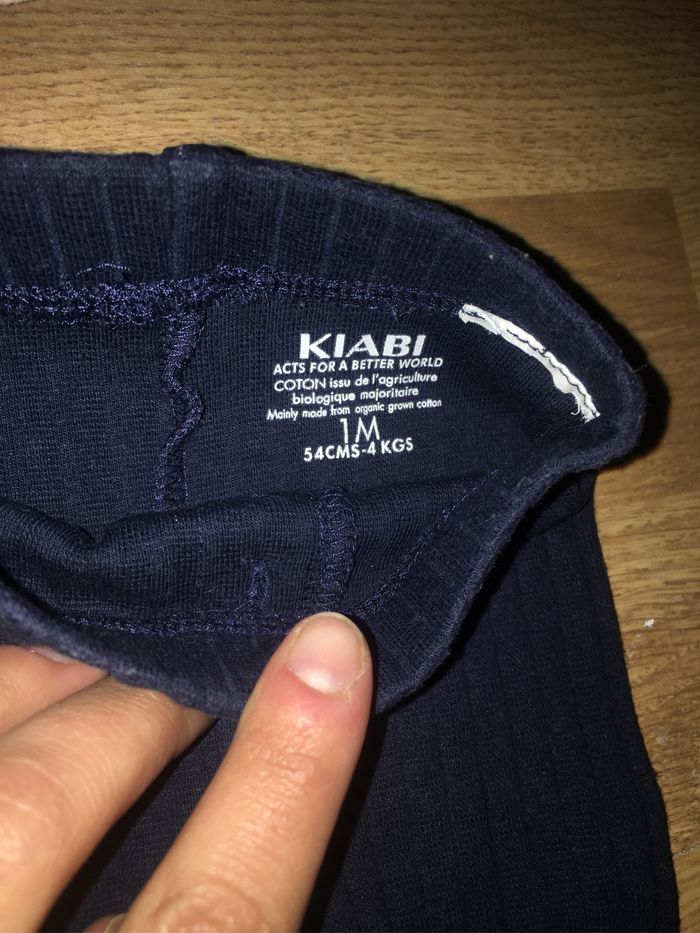 KIABI
ACTS FOR A BETTER WORLD
COTON issu de l'agriculture
biologique majoritaire
Mainly made from organic grown cotton
1M
54CMS-4 KGS